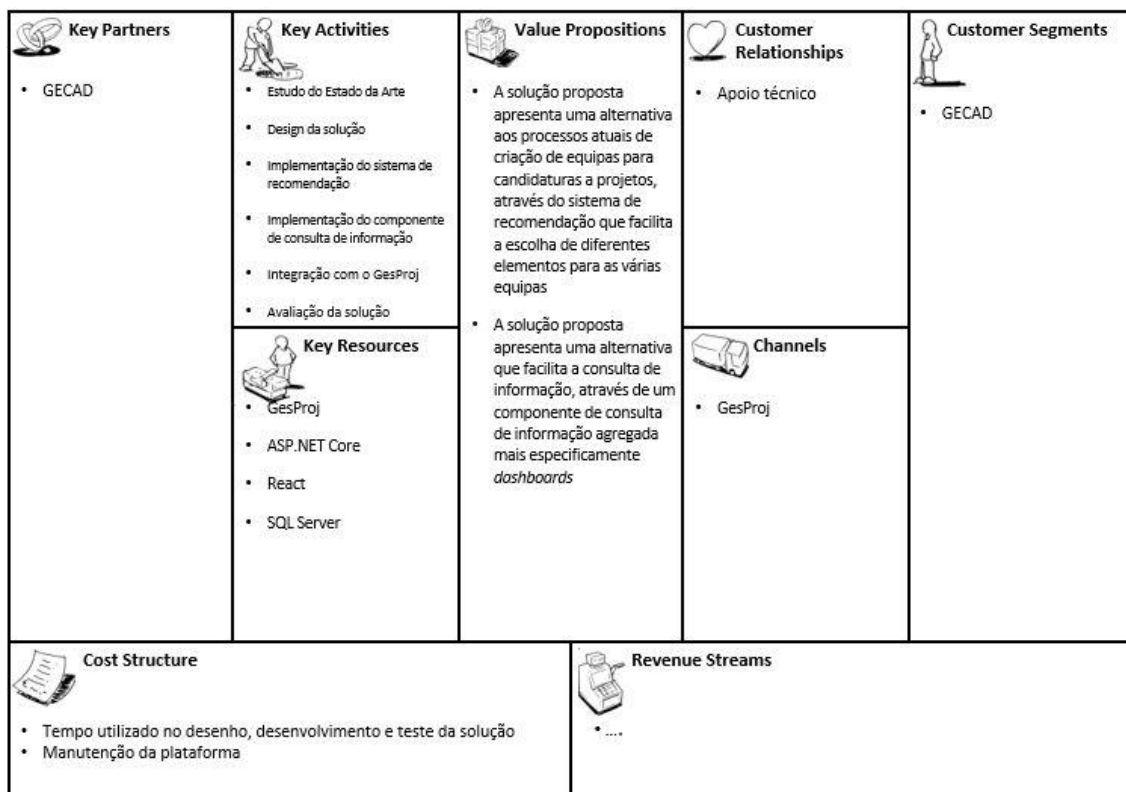 Key Partners
• GECAD
Key Activities
• Estudo do Estado da Arte
• Design da solução
• Implementação do sistema de
recomendação
• Implementação do componente
de consulta de informação
• Integração com o GesProj
• Avaliação da solução
Key Resources
• GesProj
• ASP.NET Core
• React
• SQL Server
Value Propositions
• A solução proposta
apresenta uma alternativa
aos processos atuais de
criação de equipas para
candidaturas a projetos,
através do sistema de
recomendação que facilita
a escolha de diferentes
elementos para as várias
equipas
• A solução proposta
apresenta uma alternativa
que facilita a consulta de
informação, através de um
componente de consulta
de informação agregada
mais especificamente
dashboards
Customer
Relationships
• Apoio técnico
Channels
• GesProj
Customer Segments
• GECAD
Cost Structure
• Tempo utilizado no desenho, desenvolvimento e teste da solução
• Manutenção da plataforma
Revenue Streams
• ....